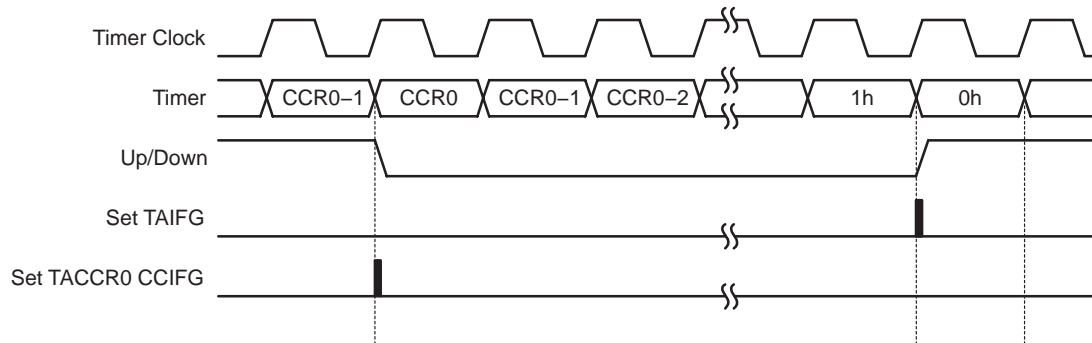 Timer Clock
Timer
CCR0–1 CCR0 CCR0–1 CCR0–2 1h 0h
Up/Down
Set TAIFG
Set TACCR0 CCIFG